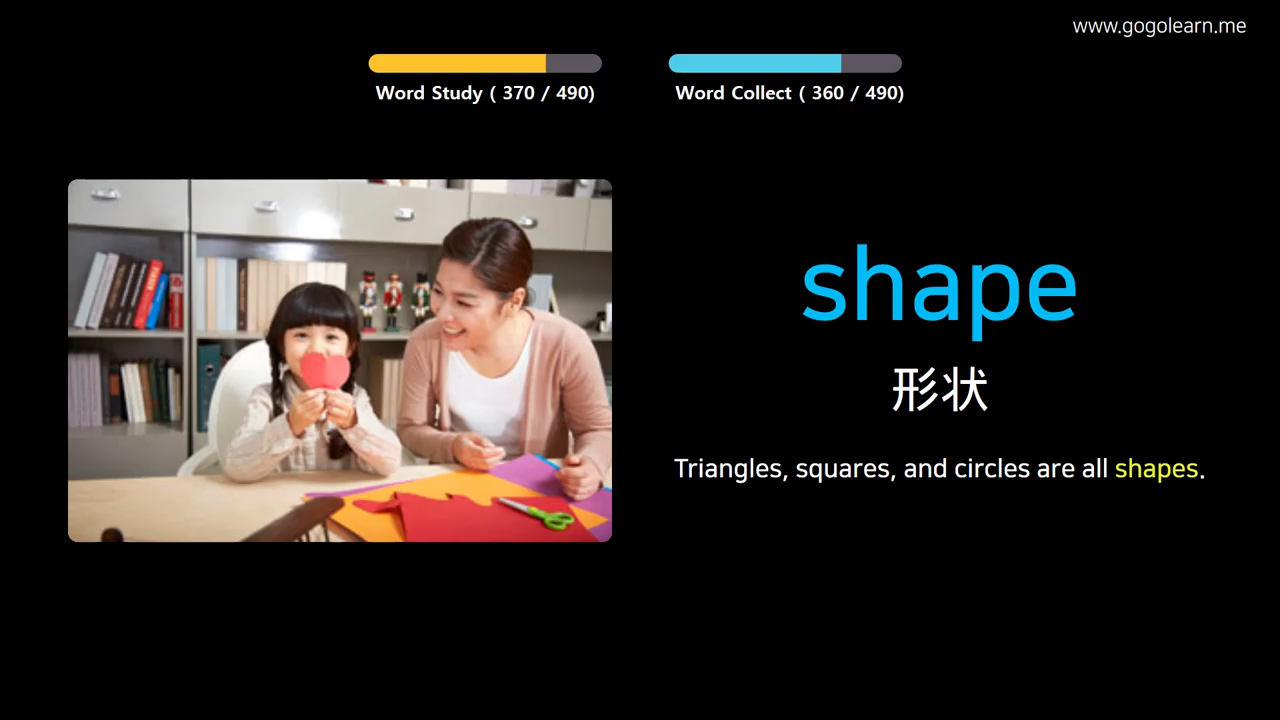 www.gogolearn.me
Word Study ( 370 / 490)
Word Collect ( 360 / 490)
shape
形状
Triangles, squares, and circles are all shapes.